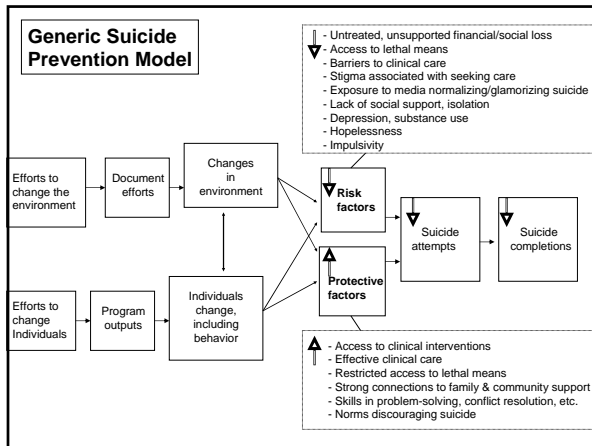 Generic Suicide
Prevention Model
- Untreated, unsupported financial/social loss
- Access to lethal means
- Barriers to clinical care
- Stigma associated with seeking care
- Exposure to media normalizing/glamorizing suicide
- Lack of social support, isolation
- Depression, substance use
- Hopelessness
- Impulsivity
Efforts to
change the
environment
Document
efforts
Changes
in
environment
Risk
factors
Suicide
attempts
Suicide
completions
Protective
factors
Efforts to
change
Individuals
Program
outputs
Individuals
change,
including
behavior
- Access to clinical interventions
- Effective clinical care
- Restricted access to lethal means
- Strong connections to family & community support
- Skills in problem-solving, conflict resolution, etc.
- Norms discouraging suicide